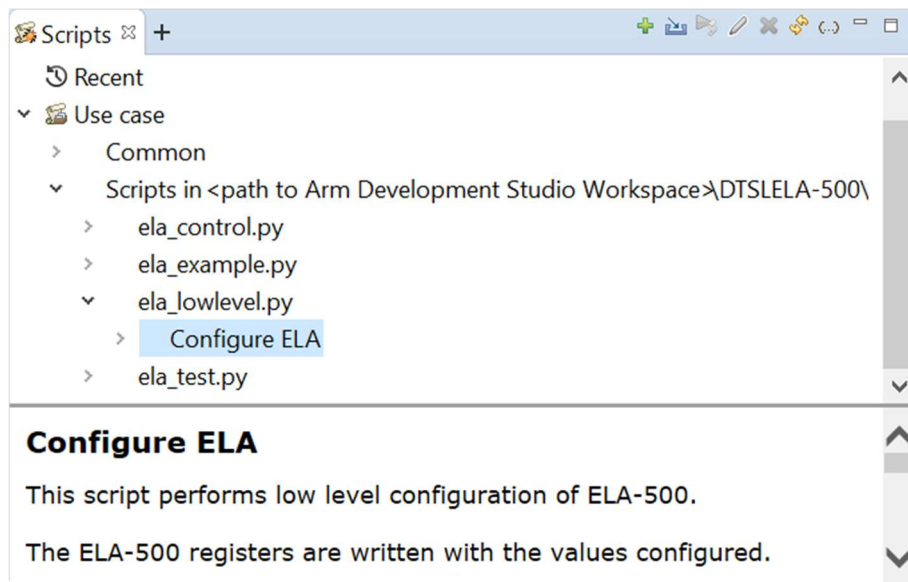 Scripts
Recent
Use case
Common
Scripts in <path to Arm Development Studio Workspace>\DTSLELA-500\
ela_control.py
ela_example.py
ela_lowlevel.py
Configure ELA
ela_test.py
Configure ELA
This script performs low level configuration of ELA-500.
The ELA-500 registers are written with the values configured.